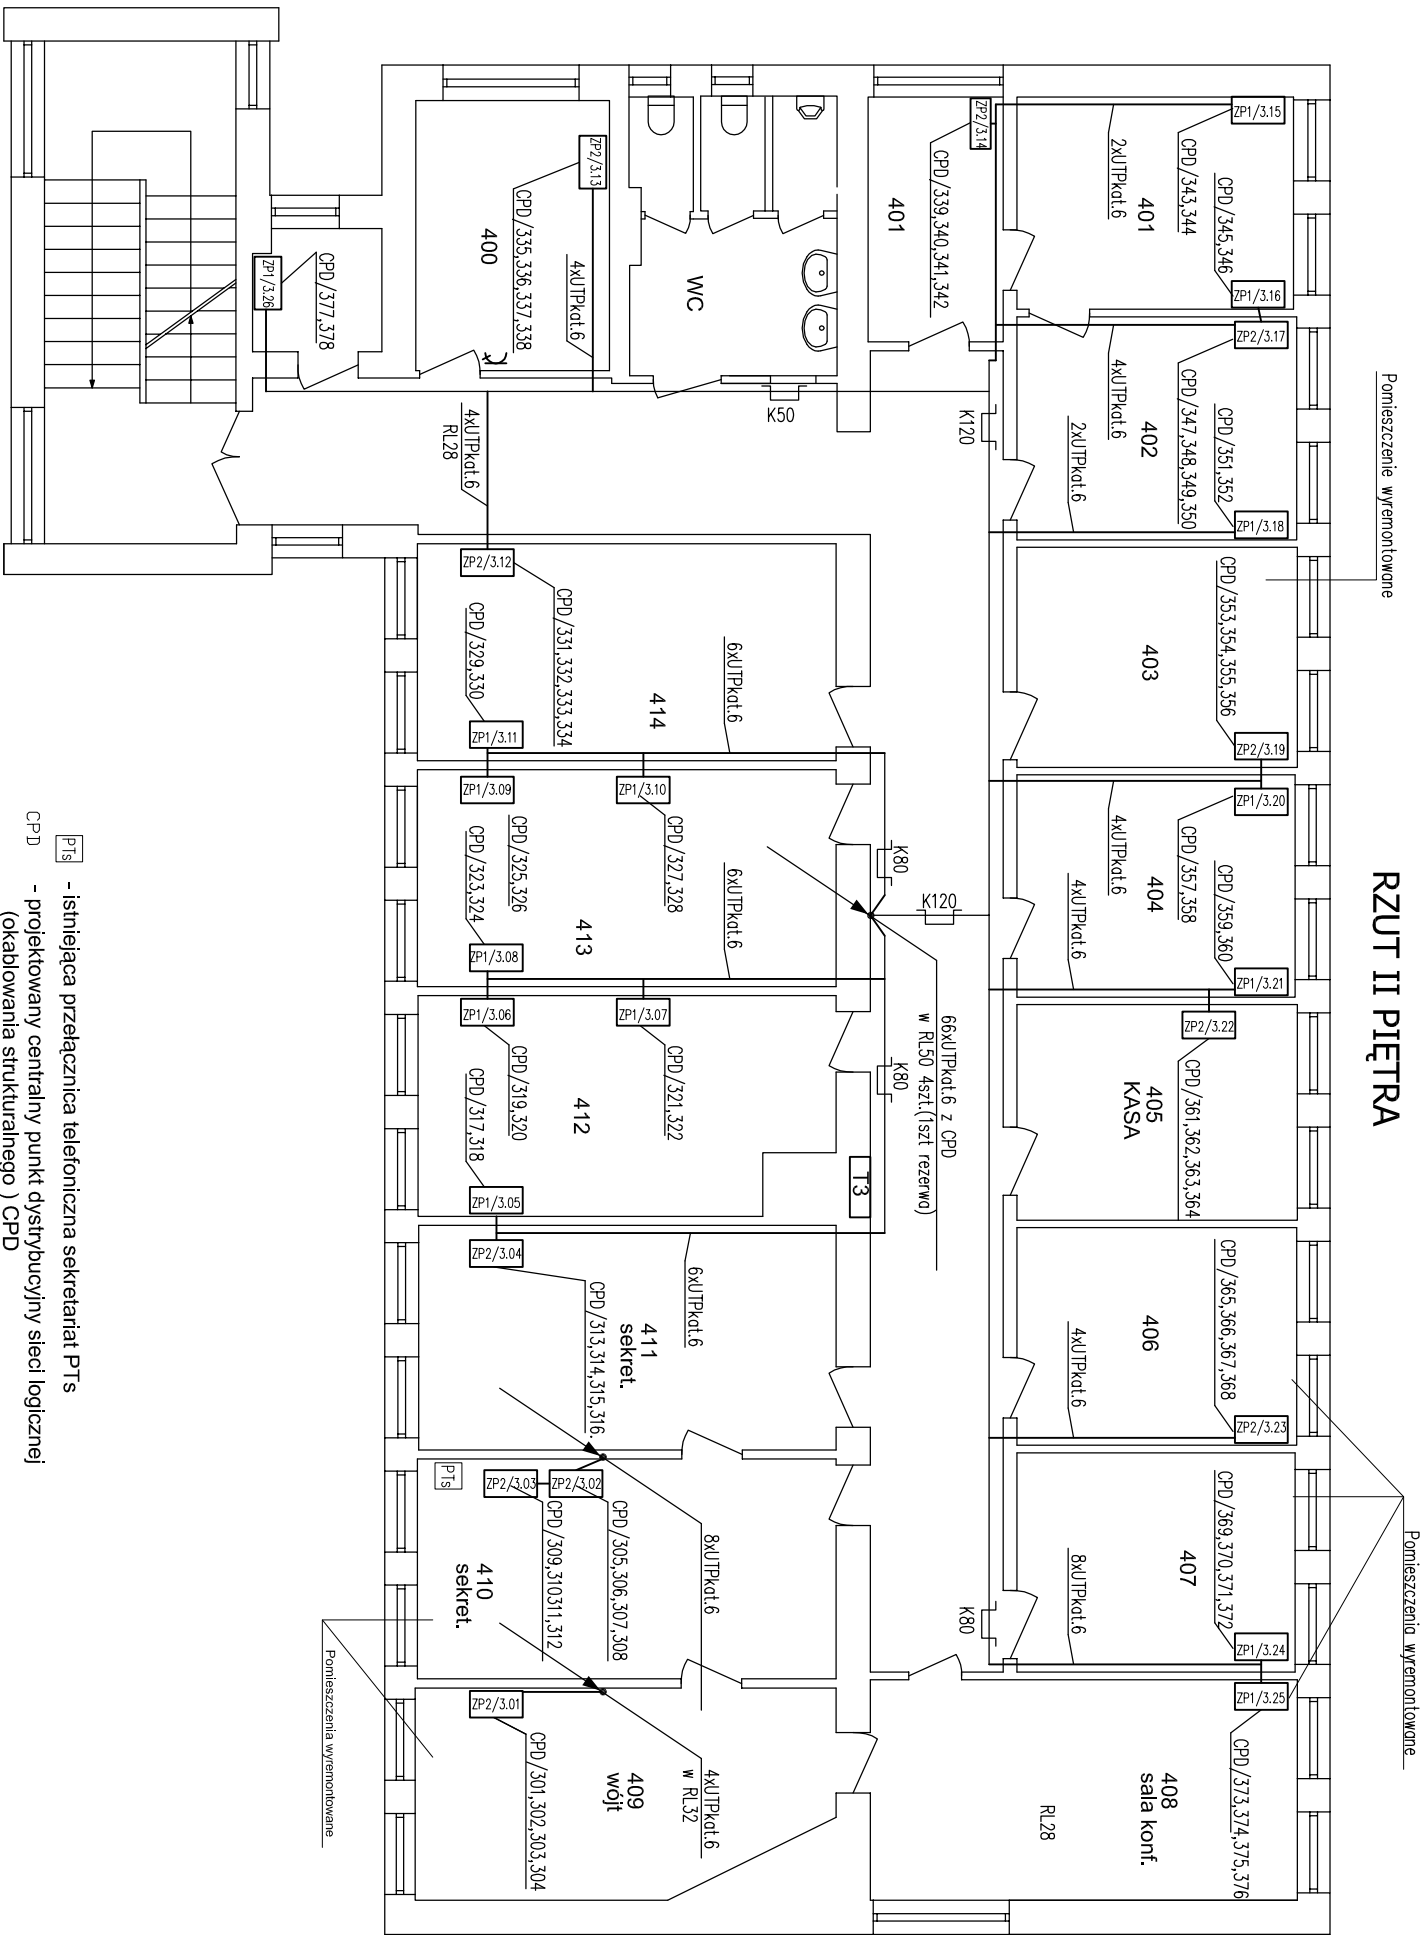 RZUT II PIĘTRA
Pomieszczenie wyremontowane
Pomieszczenia wyremontowane
ZP1/3.15
CPD/343,344
2xUTPkat.6
401
CPD/345,346
ZP1/3.16
ZP2/3.17
CPD/347,348,349,350
4xUTPkat.6
402
CPD/351,352
2xUTPkat.6
ZP1/3.18
403
CPD/353,354,355,356
ZP2/3.19
ZP1/3.20
CPD/357,358
4xUTPkat.6
404
CPD/359,360
4xUTPkat.6
ZP1/3.21
ZP2/3.22
CPD/361,362,363,364
405
KASA
406
CPD/365,366,367,368
4xUTPkat.6
ZP2/3.23
407
CPD/369,370,371,372
8xUTPkat.6
ZP1/3.24
ZP1/3.25
CPD/373,374,375,376
408
sala konf.
RL28
ZP2/3.14
CPD/339,340,341,342
401
K120
K50
WC
K120
K80
ZP2/3.13
CPD/335,336,337,338
4xUTPkat.6
400
ZP1/3.26
CPD/377,378
4xUTPkat.6
RL28
66xUTPkat.6 z CPD
w RL50 4szt.(1szt rezerwa)
K80
K80
T3
ZP2/3.12
CPD/331,332,333,334
CPD/329,330
ZP1/3.11
414
6xUTPkat.6
ZP1/3.09
CPD/325,326
ZP1/3.10
CPD/327,328
CPD/323,324
ZP1/3.08
413
6xUTPkat.6
ZP1/3.06
CPD/319,320
ZP1/3.07
CPD/321,322
CPD/317,318
ZP1/3.05
412
ZP2/3.04
CPD/313,314,315,316.
411
sekret.
6xUTPkat.6
PTs
ZP2/3.03
ZP2/3.02
CPD/305,306,307,308
CPD/309,310311,312
8xUTPkat.6
410
sekret.
ZP2/3.01
CPD/301,302,303,304
409
wójt
4xUTPkat.6
w RL32
Pomieszczenia wyremontowane
PTs - istniejąca przełącznica telefoniczna sekretariat PTs
CPD - projektowany centralny punkt dystrybucyjny sieci logicznej
(okablowania strukturalnego ) CPD